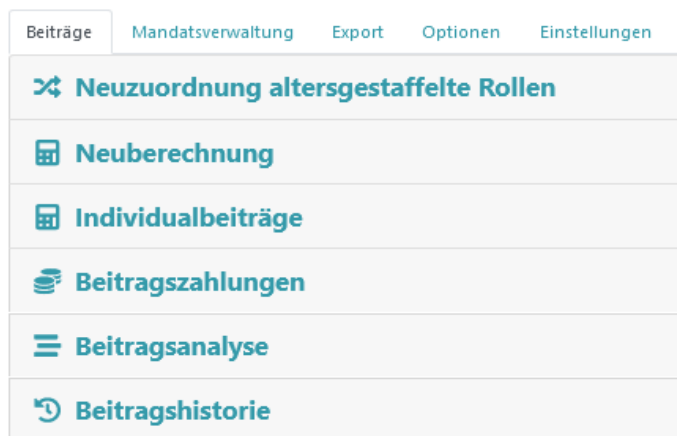 Beiträge Mandatsverwaltung Export Optionen Einstellungen
Neuzuordnung altersgestaffelte Rollen
Neuberechnung
Individualbeiträge
Beitragszahlungen
Beitragsanalyse
Beitragshistorie